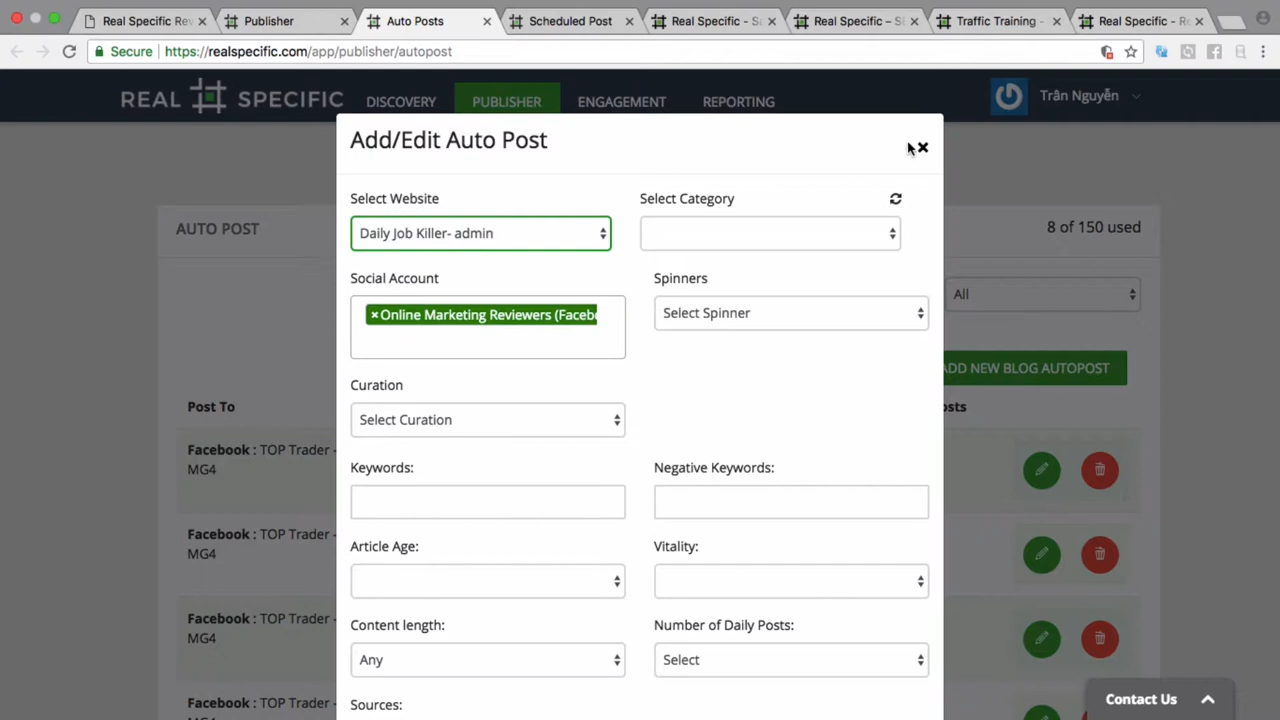 Real Specific Rev
Publisher
Auto Posts
Scheduled Post
Real Specific - S
Real Specific – S
Traffic Training -
Real Specific - R
Secure
https://realspecific.com/app/publisher/autopost
REAL SPECIFIC
DISCOVERY
PUBLISHER
ENGAGEMENT
REPORTING
Trân Nguyễn
Add/Edit Auto Post
AUTO POST
8 of 150 used
Select Website
Select Category
Daily Job Killer- admin
Social Account
Spinners
All
×Online Marketing Reviewers (Facebo
Select Spinner
ADD NEW BLOG AUTOPOST
Curation
Post To
osts
Select Curation
Facebook : TOP Trader -
MG4
Keywords:
Negative Keywords:
Facebook : TOP Trader -
MG4
Article Age:
Vitality:
Facebook : TOP Trader -
MG4
Content length:
Number of Daily Posts:
Any
Select
Facebook : TOP Trader -
Sources:
Contact Us